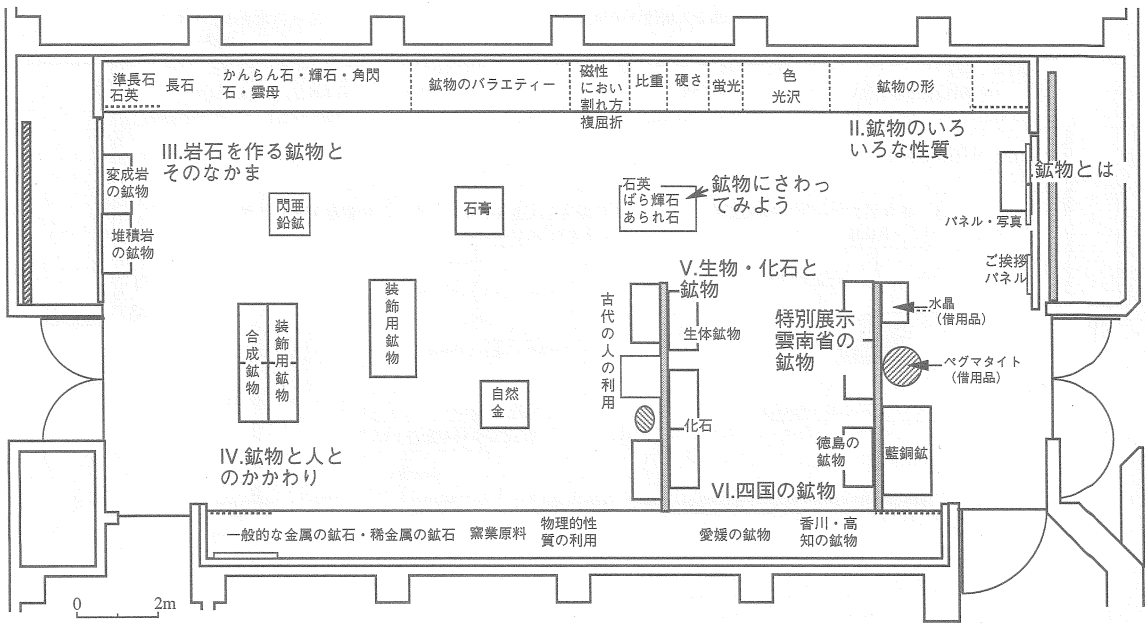 準長石
石英
長石
かんらん石・輝石・角閃
石・雲母
鉱物のバラエティー
磁性
におい
割れ方
複屈折
比重
硬さ
蛍光
色
光沢
鉱物の形
III.岩石を作る鉱物と
そのなかま
II.鉱物のいろ
いろな性質
.鉱物とは
変成岩
の鉱物
堆積岩
の鉱物
閃亜
鉛鉱
石膏
石英
ばら輝石
あられ石
鉱物にさわっ
てみよう
パネル・写真
ご挨拶
パネル
V.生物・化石と
鉱物
生体鉱物
化石
古代の人の利用
特別展示
雲南省の
鉱物
水晶
(借用品)
ペグマタイト
(借用品)
藍銅鉱
徳島の
鉱物
VI.四国の鉱物
装飾用鉱物
合成鉱物
装飾用鉱物
自然
金
IV.鉱物と人と
のかかわり
一般的な金属の鉱石・稀金属の鉱石
窯業原料
物理的性
質の利用
愛媛の鉱物
香川・高
知の鉱物
0 2m